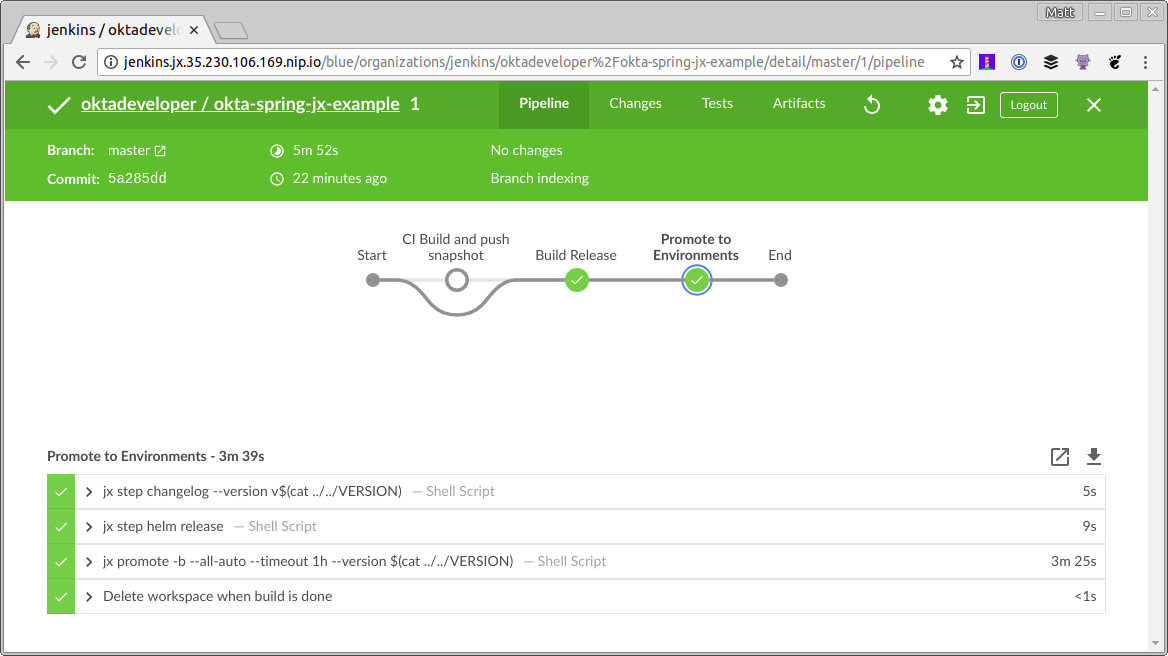 Matt
jenkins / oktadevelo
jenkins.jx.35.230.106.169.nip.io/blue/organizations/jenkins/oktadeveloper%2Fokta-spring-jx-example/detail/master/1/pipeline
oktadeveloper / okta-spring-jx-example 1
Pipeline Changes Tests Artifacts Logout
Branch: master 5m 52s No changes
Commit: 5a285dd 22 minutes ago Branch indexing
Start
CI Build and push
snapshot
Build Release
Promote to
Environments
End
Promote to Environments - 3m 39s
jx step changelog --version v$(cat ../../VERSION) — Shell Script 5s
jx step helm release — Shell Script 9s
jx promote -b --all-auto --timeout 1h --version $(cat ../../VERSION) — Shell Script 3m 25s
Delete workspace when build is done <1s